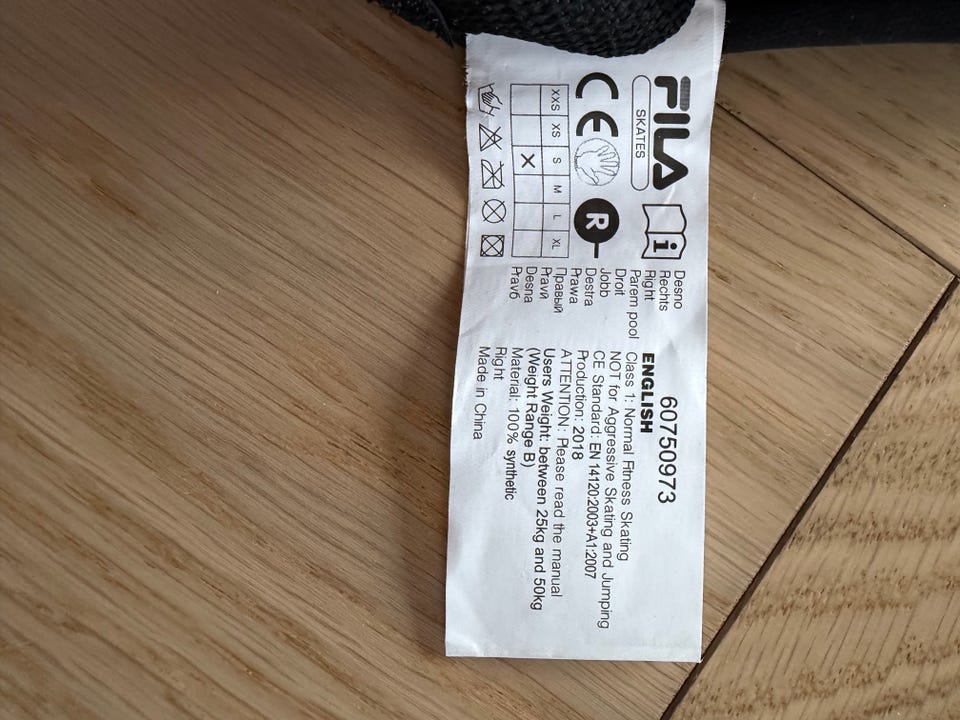 FILA
SKATES
i
CE
R
XXS XS S M L XL
X
Desno
Rechts
Right
Parem pool
Droit
Jobb
Destra
Prawa
Правый
Pravй
Desna
Pravб
60750973
ENGLISH
Class 1: Normal Fitness Skating
NOT for Aggressive Skating and Jumping
CE Standard: EN 14120:2003+A1:2007
Production: 2018
ATTENTION: Please read the manual
Users Weight: between 25kg and 50kg
(Weight Range B)
Material: 100% synthetic
Right
Made in China